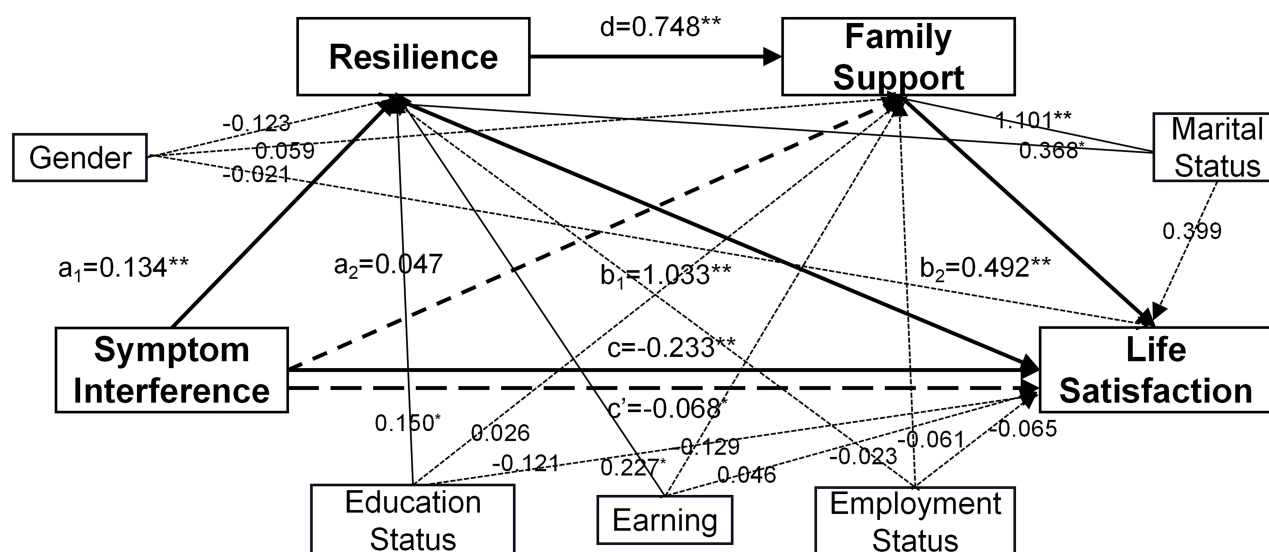 d=0.748**
Resilience
Family
Support
-0.123
1.101**
Marital
Status
Gender
0.059
0.368*
-0.021
0.399
a₁=0.134**
a₂=0.047
b₁=1.033**
b₂=0.492**
Symptom
Interference
c=-0.233**
Life
Satisfaction
c’=-0.068*
0.150*
0.026
-0.129
-0.061
-0.065
-0.121
0.227*
0.046
-0.023
Education
Status
Earning
Employment
Status